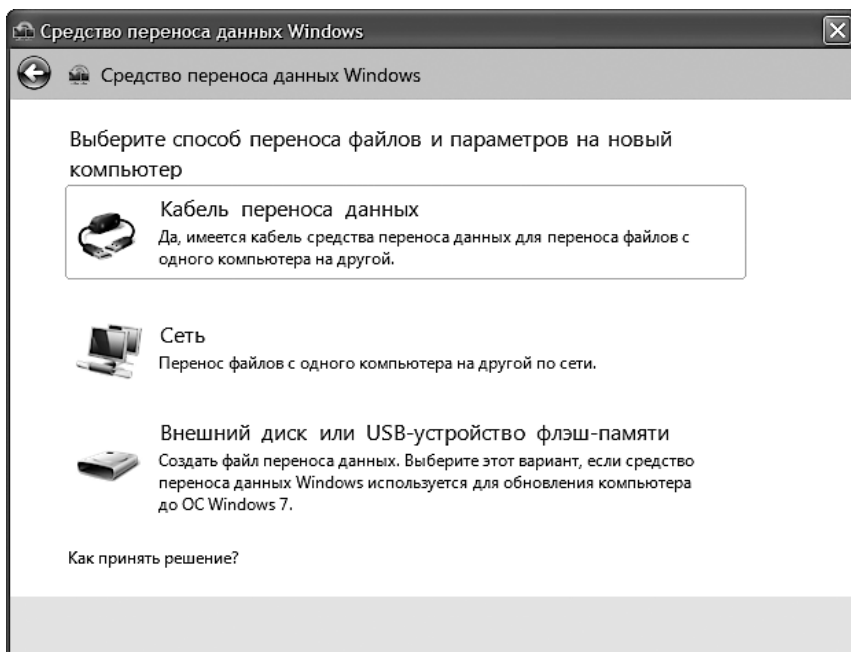 Средство переноса данных Windows
Средство переноса данных Windows
Выберите способ переноса файлов и параметров на новый
компьютер
Кабель переноса данных
Да, имеется кабель средства переноса данных для переноса файлов с
одного компьютера на другой.
Сеть
Перенос файлов с одного компьютера на другой по сети.
Внешний диск или USB-устройство флэш-памяти
Создать файл переноса данных. Выберите этот вариант, если средство
переноса данных Windows используется для обновления компьютера
до ОС Windows 7.
Как принять решение?